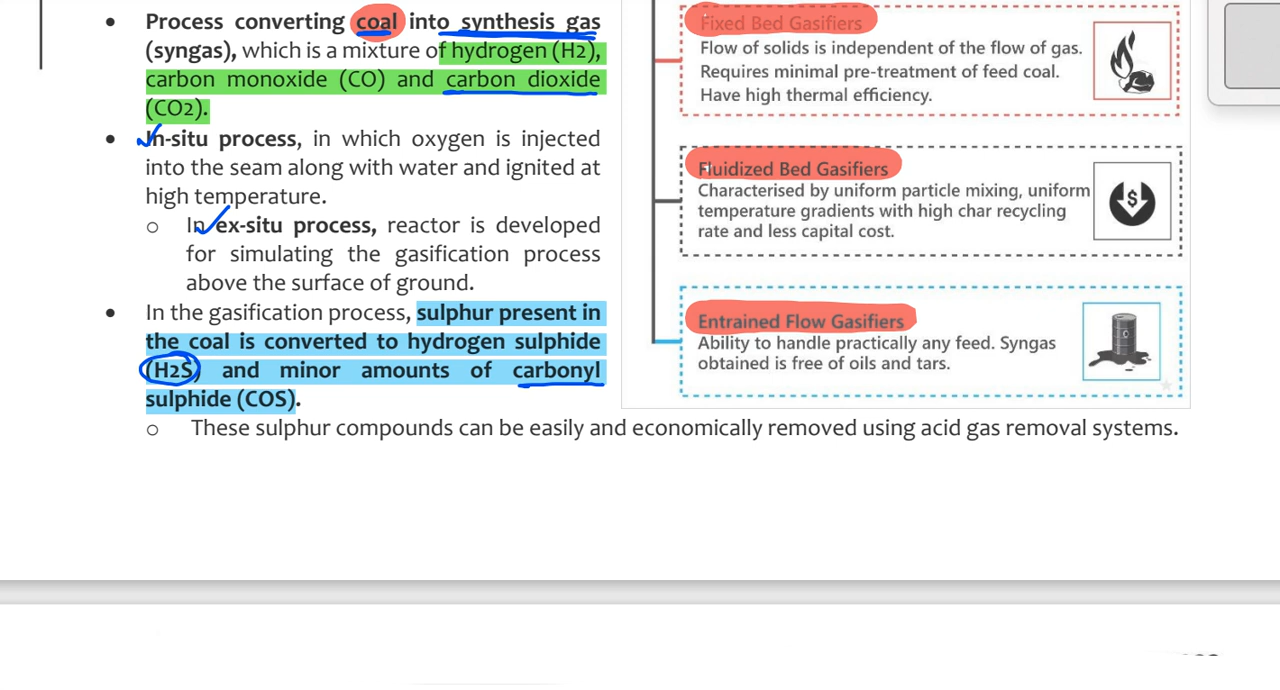 • Process converting coal into synthesis gas
(syngas), which is a mixture of hydrogen (H2),
carbon monoxide (CO) and carbon dioxide
(CO2).
• In-situ process, in which oxygen is injected
into the seam along with water and ignited at
high temperature.
o In ex-situ process, reactor is developed
for simulating the gasification process
above the surface of ground.
• In the gasification process, sulphur present in
the coal is converted to hydrogen sulphide
(H2S) and minor amounts of carbonyl
sulphide (COS).
o These sulphur compounds can be easily and economically removed using acid gas removal systems.
Fixed Bed Gasifiers
Flow of solids is independent of the flow of gas.
Requires minimal pre-treatment of feed coal.
Have high thermal efficiency.
Fluidized Bed Gasifiers
Characterised by uniform particle mixing, uniform
temperature gradients with high char recycling
rate and less capital cost.
$
Entrained Flow Gasifiers
Ability to handle practically any feed. Syngas
obtained is free of oils and tars.